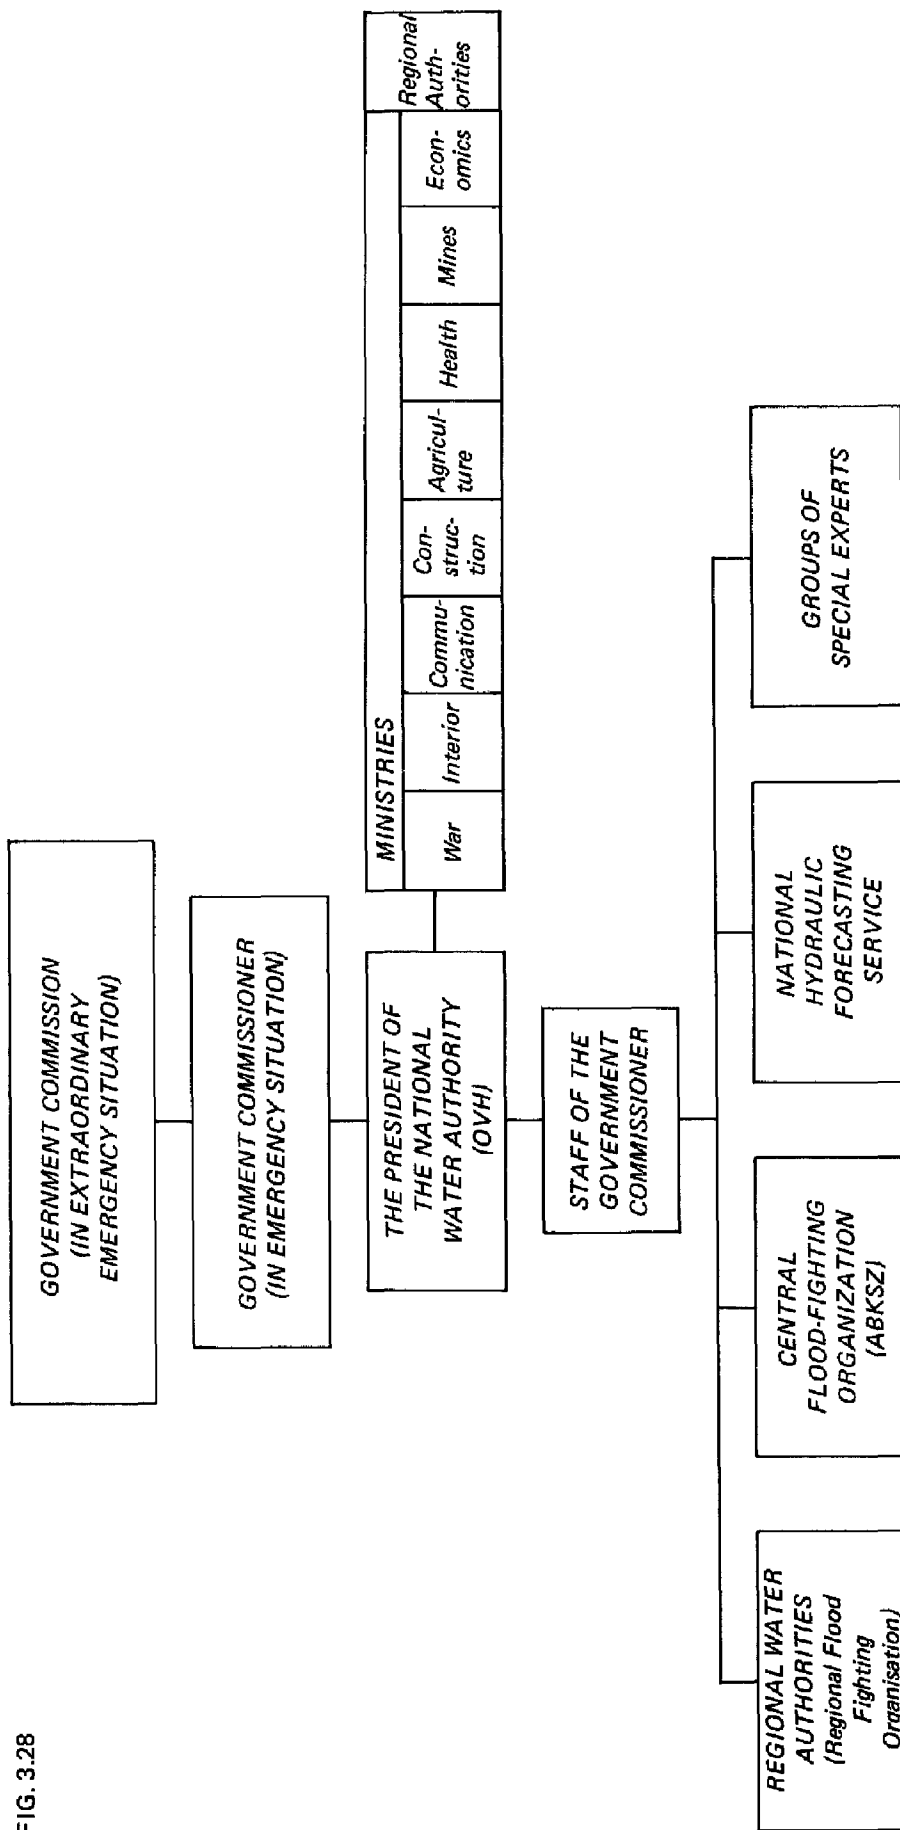 FIG. 3.28
GOVERNMENT COMMISSION
(IN EXTRAORDINARY
EMERGENCY SITUATION)
GOVERNMENT COMMISSIONER
(IN EMERGENCY SITUATION)
THE PRESIDENT OF
THE NATIONAL
WATER AUTHORITY
(OVH)
MINISTRIES
War
Interior
Commu-
nication
Con-
struc-
tion
Agricul-
ture
Health
Mines
Econ-
omics
Regional
Auth-
orities
STAFF OF THE
GOVERNMENT
COMMISSIONER
REGIONAL WATER
AUTHORITIES
(Regional Flood
Fighting
Organisation)
CENTRAL
FLOOD-FIGHTING
ORGANIZATION
(ABKSZ)
NATIONAL
HYDRAULIC
FORECASTING
SERVICE
GROUPS OF
SPECIAL EXPERTS